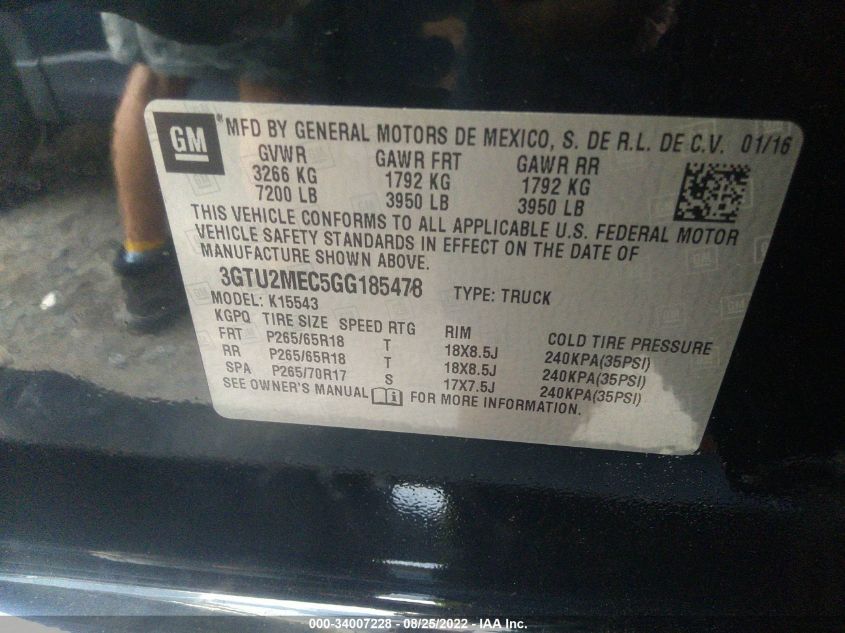 GM ® MFD BY GENERAL MOTORS DE MEXICO, S. DE R.L. DE C.V. 01/16
GVWR GAWR FRT GAWR RR
3266 KG 1792 KG 1792 KG
7200 LB 3950 LB 3950 LB
THIS VEHICLE CONFORMS TO ALL APPLICABLE U.S. FEDERAL MOTOR
VEHICLE SAFETY STANDARDS IN EFFECT ON THE DATE OF
MANUFACTURE SHOWN ABOVE.
3GTU2MEC5GG185478 TYPE: TRUCK
MODEL: K15543
KGPQ TIRE SIZE SPEED RTG RIM COLD TIRE PRESSURE
FRT P265/65R18 T 18X8.5J 240KPA(35PSI)
RR P265/65R18 T 18X8.5J 240KPA(35PSI)
SPA P265/70R17 S 17X7.5J 240KPA(35PSI)
SEE OWNER'S MANUAL i FOR MORE INFORMATION.
000-34007228 - 08/25/2022 - IAA Inc.